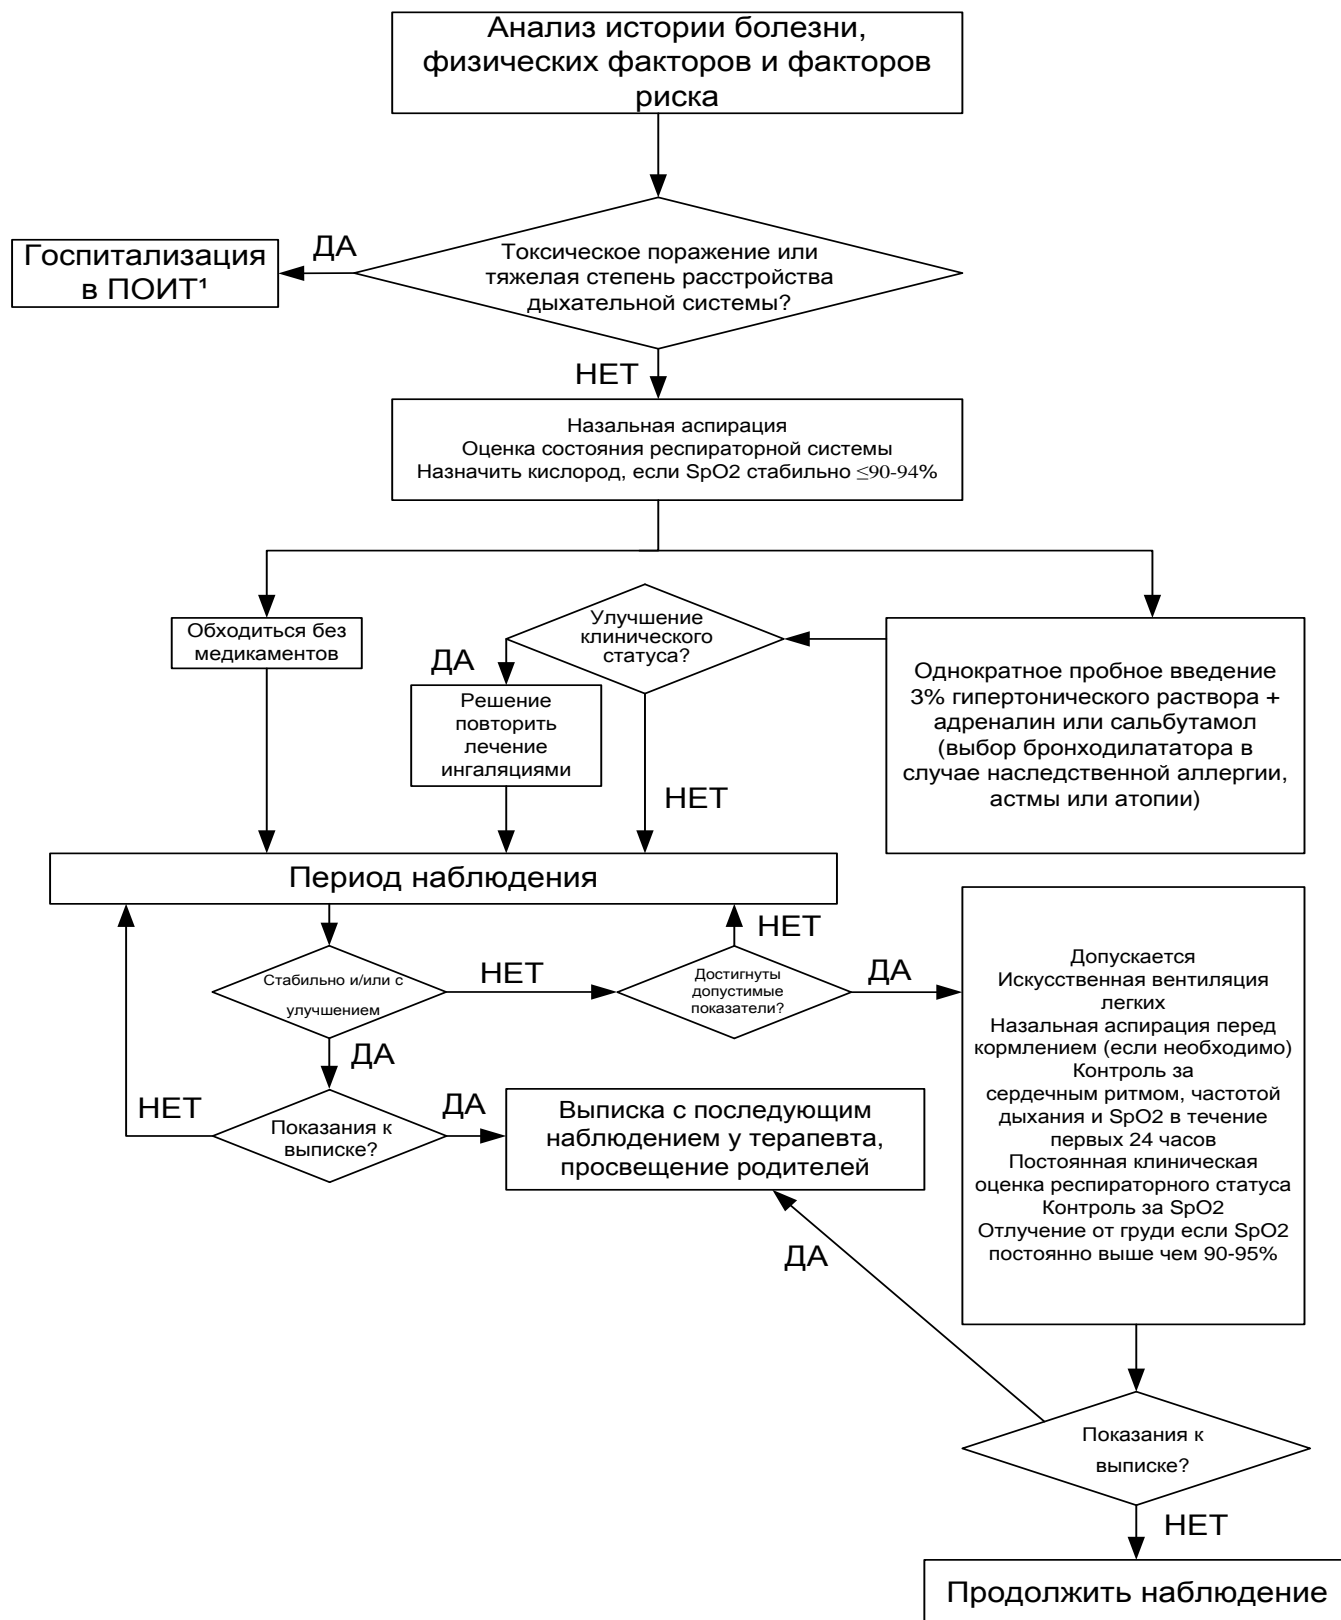 Анализ истории болезни,
физических факторов и факторов
риска
ДА
Госпитализация
в ПОИТ¹
Токсическое поражение или
тяжелая степень расстройства
дыхательной системы?
НЕТ
Назальная аспирация
Оценка состояния респираторной системы
Назначить кислород, если SpO2 стабильно ≤90-94%
Обходиться без
медикаментов
Улучшение
клинического
статуса?
ДА
Решение
повторить
лечение
ингаляциями
НЕТ
Однократное пробное введение
3% гипертонического раствора +
адреналин или сальбутамол
(выбор бронходилататора в
случае наследственной аллергии,
астмы или атопии)
Период наблюдения
НЕТ
Стабильно и/или с
улучшением
НЕТ
Достигнуты
допустимые
показатели?
ДА
Допускается
Искусственная вентиляция
легких
Назальная аспирация перед
кормлением (если необходимо)
Контроль за
сердечным ритмом, частотой
дыхания и SpO2 в течение
первых 24 часов
Постоянная клиническая
оценка респираторного статуса
Контроль за SpO2
Отлучение от груди если SpO2
постоянно выше чем 90-95%
ДА
НЕТ
Показания к
выписке?
ДА
Выписка с последующим
наблюдением у терапевта,
просвещение родителей
ДА
Показания к
выписке?
НЕТ
Продолжить наблюдение